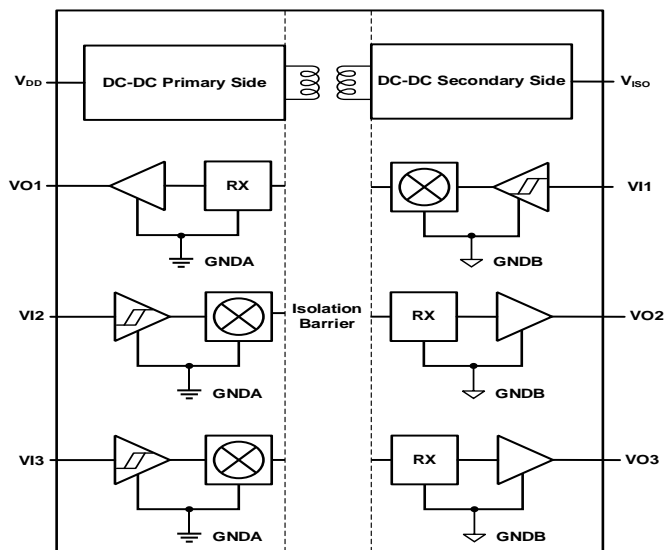 DC-DC Primary Side
DC-DC Secondary Side
VDD
VISO
VO1
RX
VI1
GNDA
GNDB
VI2
Isolation
Barrier
RX
VO2
GNDA
GNDB
VI3
RX
VO3
GNDA
GNDB